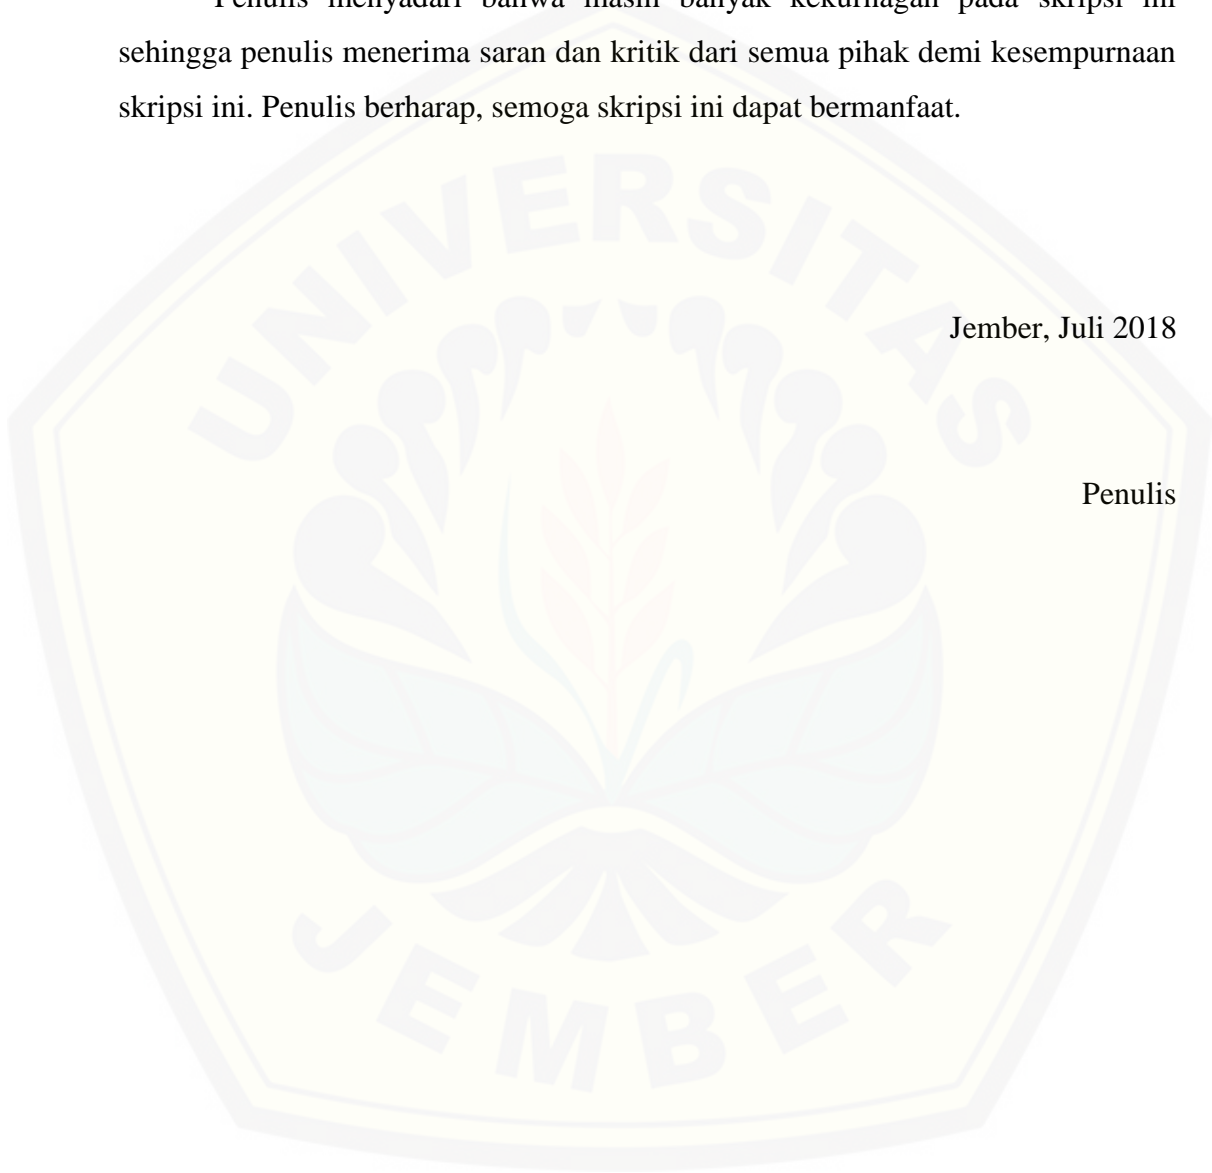 Penulis menyadari bahwa masih banyak kekurnagan pada skripsi ini
sehingga penulis menerima saran dan kritik dari semua pihak demi kesempurnaan
skripsi ini. Penulis berharap, semoga skripsi ini dapat bermanfaat.
UNIVERSITAS
Jember, Juli 2018
Penulis
JEMBER